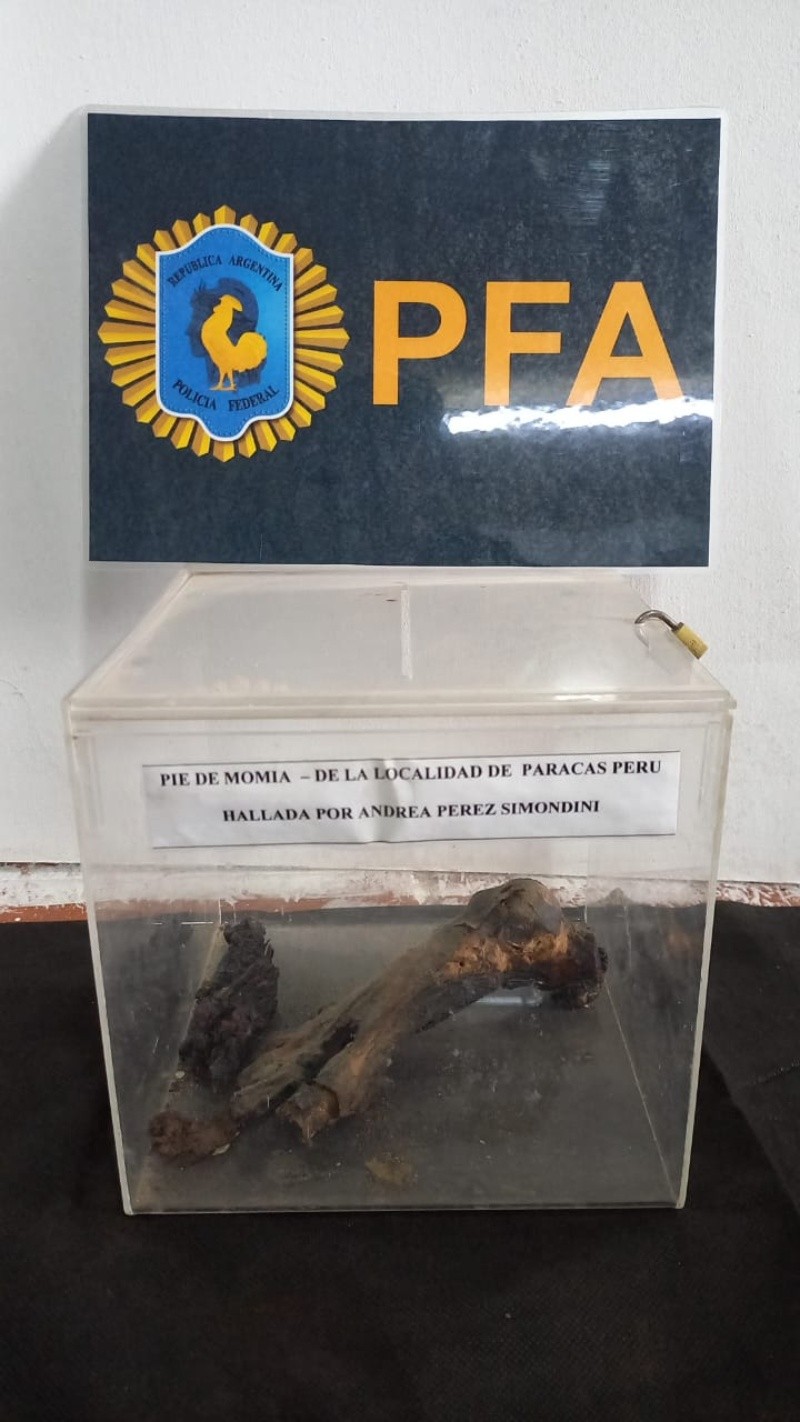 REPUBLICA ARGENTINA
POLICIA FEDERAL
PFA
PIE DE MOMIA – DE LA LOCALIDAD DE PARACAS PERU
HALLADA POR ANDREA PEREZ SIMONDINI